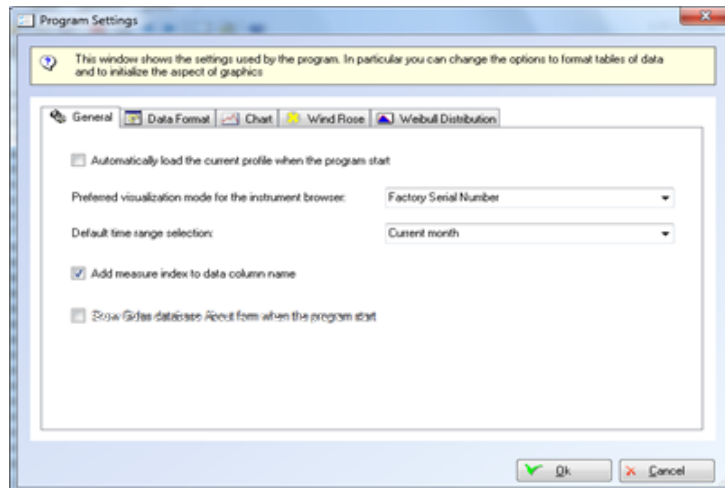 Program Settings
This window shows the settings used by the program. In particular you can change the options to format tables of data
and to initialize the aspect of graphics
General Data Format Chart Wind Rose Weibull Distribution
Automatically load the current profile when the program start
Preferred visualization mode for the instrument browser: Factory Serial Number
Default time range selection: Current month
Add measure index to data column name
Show Gidas database About form when the program start
Ok Cancel